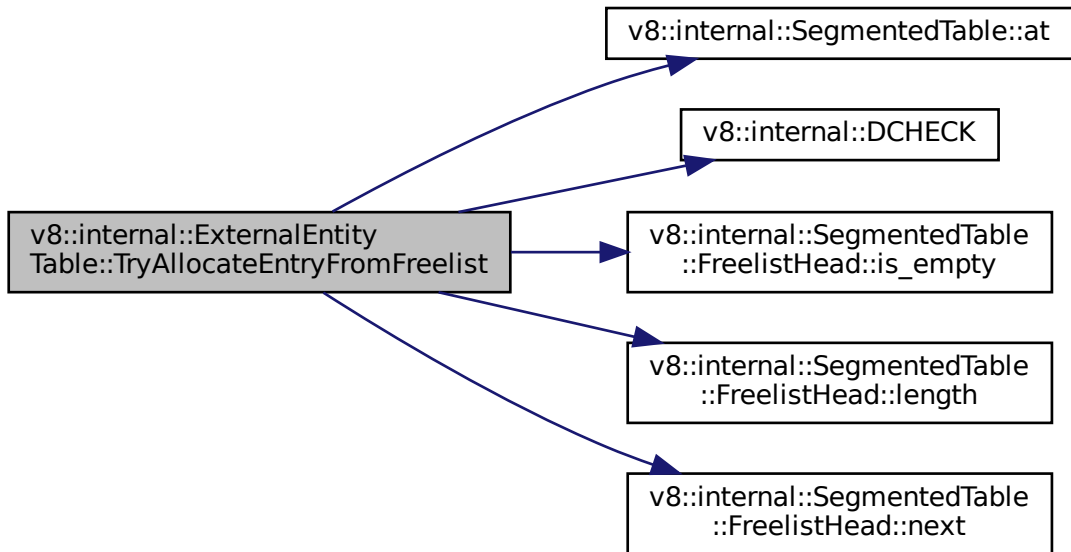 v8::internal::SegmentedTable::at
v8::internal::DCHECK
v8::internal::ExternalEntity
Table::TryAllocateEntryFromFreelist
v8::internal::SegmentedTable
::FreelistHead::is_empty
v8::internal::SegmentedTable
::FreelistHead::length
v8::internal::SegmentedTable
::FreelistHead::next